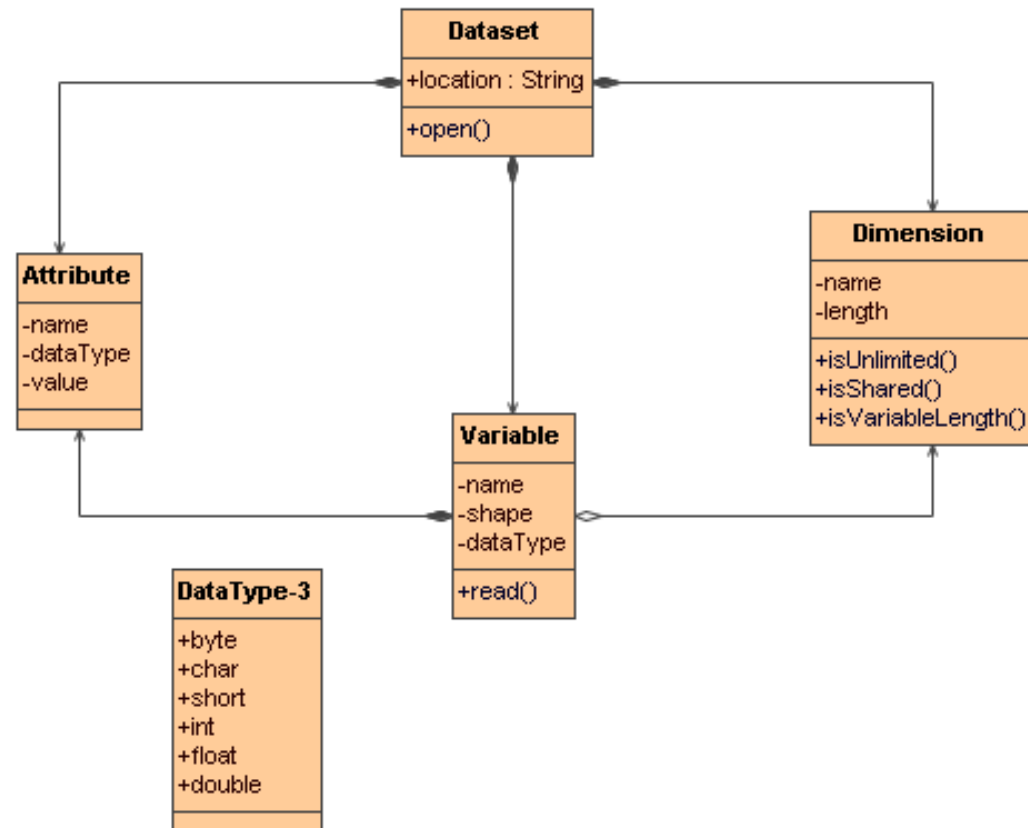 Dataset
+location : String
+open()
Attribute
-name
-dataType
-value
Dimension
-name
-length
+isUnlimited()
+isShared()
+isVariableLength()
Variable
-name
-shape
-dataType
+read()
DataType-3
+byte
+char
+short
+int
+float
+double